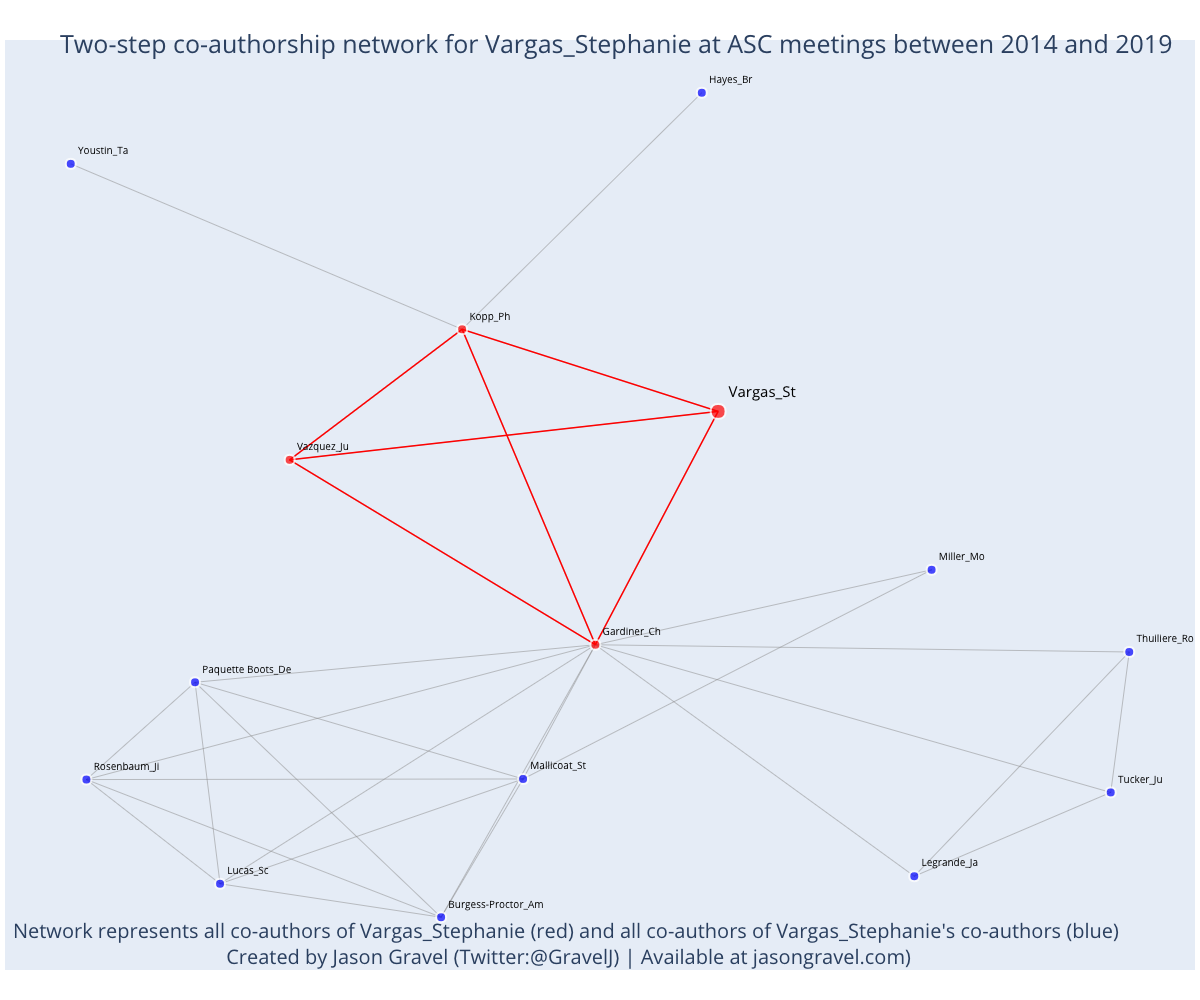 Two-step co-authorship network for Vargas_Stephanie at ASC meetings between 2014 and 2019
Hayes_Br
Youstin_Ta
Kopp_Ph
Vargas_St
Vazquez_Ju
Miller_Mo
Gardiner_Ch
Thulliere_Ro
Paquette Boots_De
Rosenbaum_Ji
Mallicoat_St
Tucker_Ju
Legrande_Ja
Lucas_Sc
Burgess-Proctor_Am
Network represents all co-authors of Vargas_Stephanie (red) and all co-authors of Vargas_Stephanie's co-authors (blue)
Created by Jason Gravel (Twitter:@GravelJ) | Available at jasongravel.com)